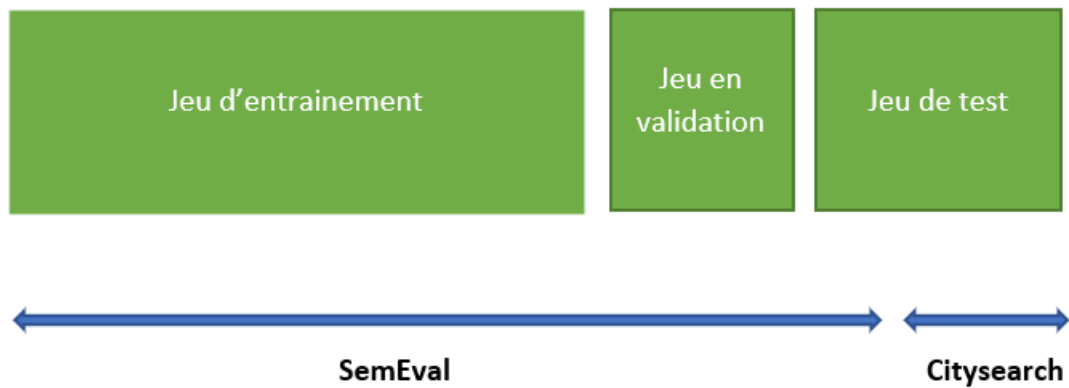 Jeu d'entrainement
Jeu en
validation
Jeu de test
SemEval
Citysearch